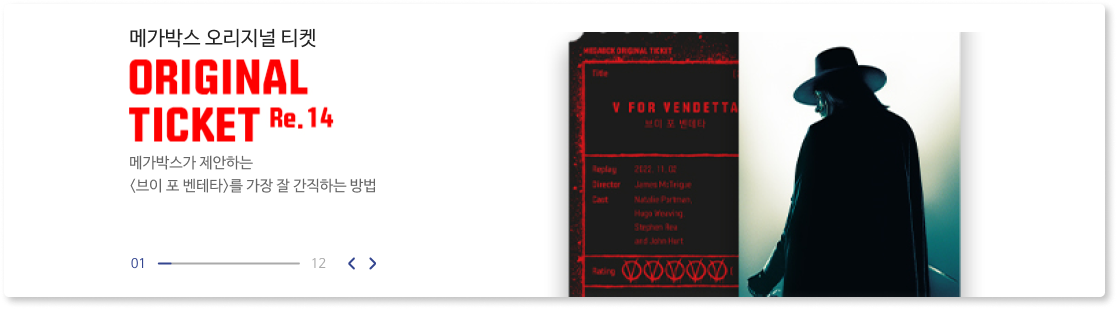 메가박스 오리지널 티켓
ORIGINAL
TICKET Re.14
메가박스가 제안하는
<브이 포 벤데타>를 가장 잘 간직하는 방법
01
12
MEGABOX ORIGINAL TICKET
Title
V FOR VENDETTA
브이 포 벤데타
Replay 2022. 11. 02
Director James McTeigue
Cast Natalie Portman,
Hugo Weaving
Stephen Rea
and John Hurt
Rating